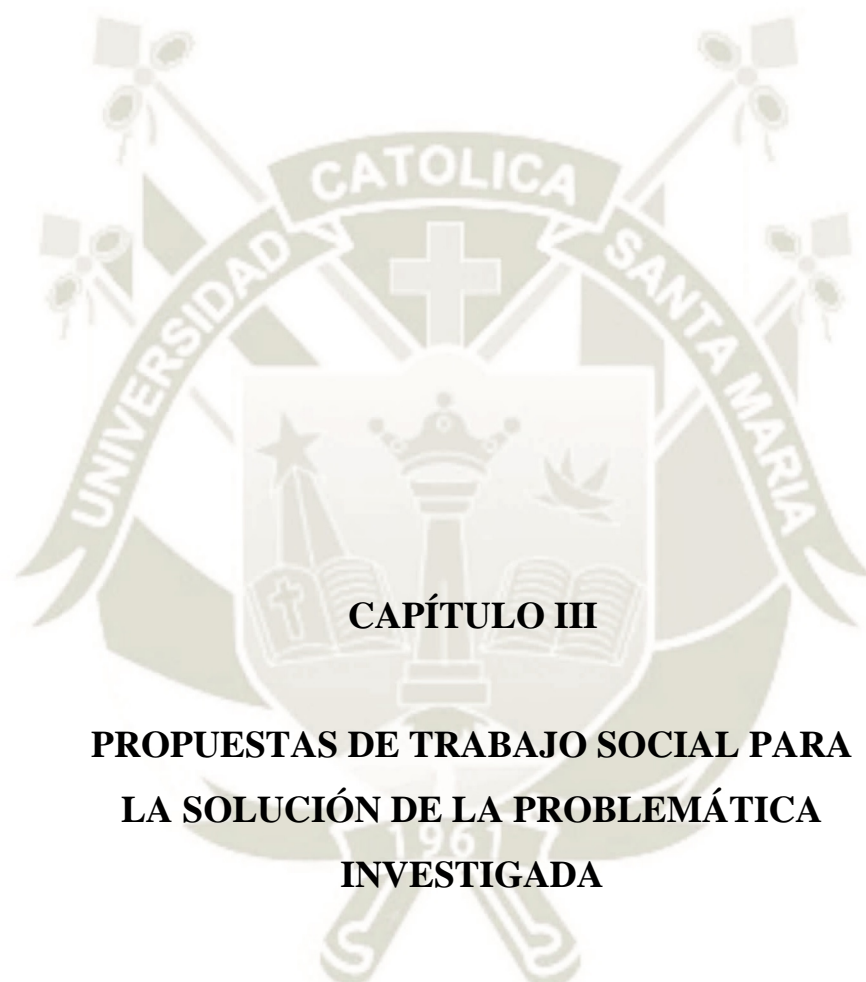 UNIVERSIDAD CATOLICA SANTA MARIA
CAPÍTULO III
PROPUESTAS DE TRABAJO SOCIAL PARA
LA SOLUCIÓN DE LA PROBLEMÁTICA
INVESTIGADA
1961